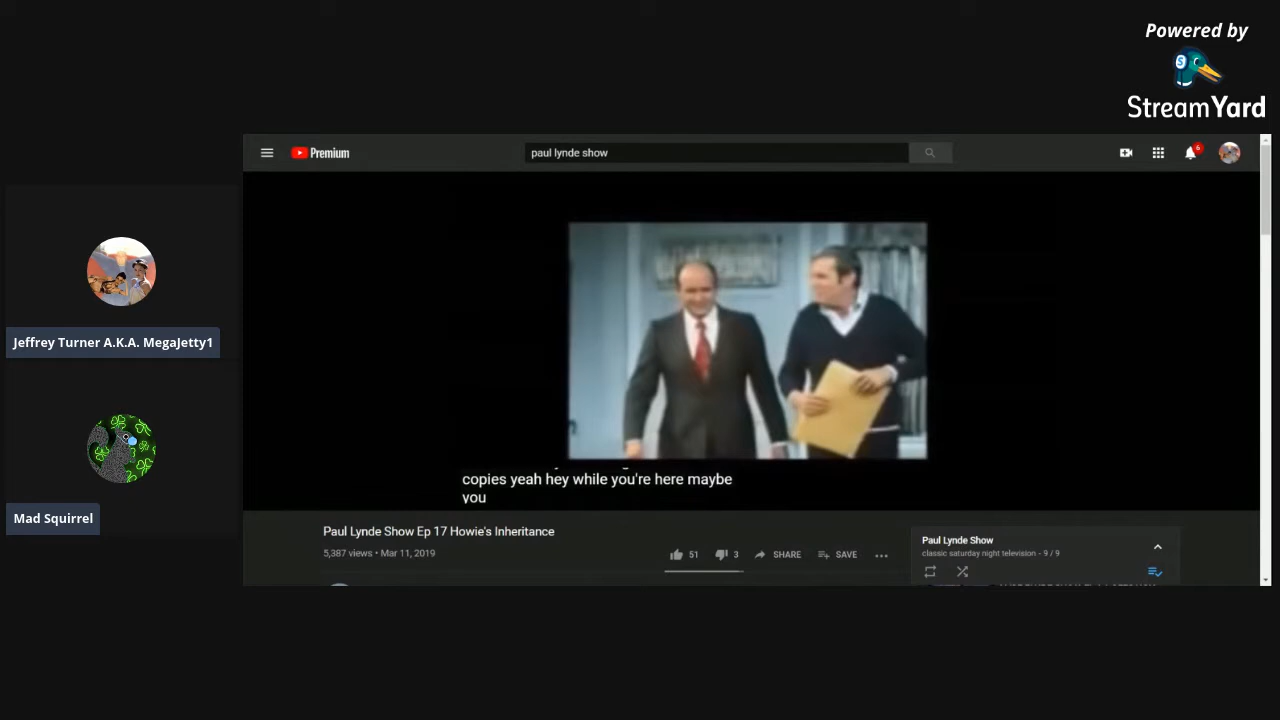 Powered by
StreamYard
Premium
paul lynde show
6
Jeffrey Turner A.K.A. MegaJetty1
copies yeah hey while you're here maybe
you
Mad Squirrel
Paul Lynde Show Ep 17 Howie's Inheritance
5,387 views • Mar 11, 2019
51
3
SHARE
SAVE
Paul Lynde Show
classic saturday night television - 9 / 9